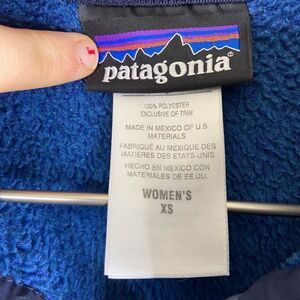 patagonia®
100% POLYESTER
EXCLUSIVE OF TRIM
MADE IN MEXICO OF U.S.
MATERIALS
FABRIQUÉ AU MEXIQUE DES
MATIÈRES DES ETATS-UNIS
HECHO EN MEXICO CON
MATERIALES DE EE.UU.
WOMEN'S
XS